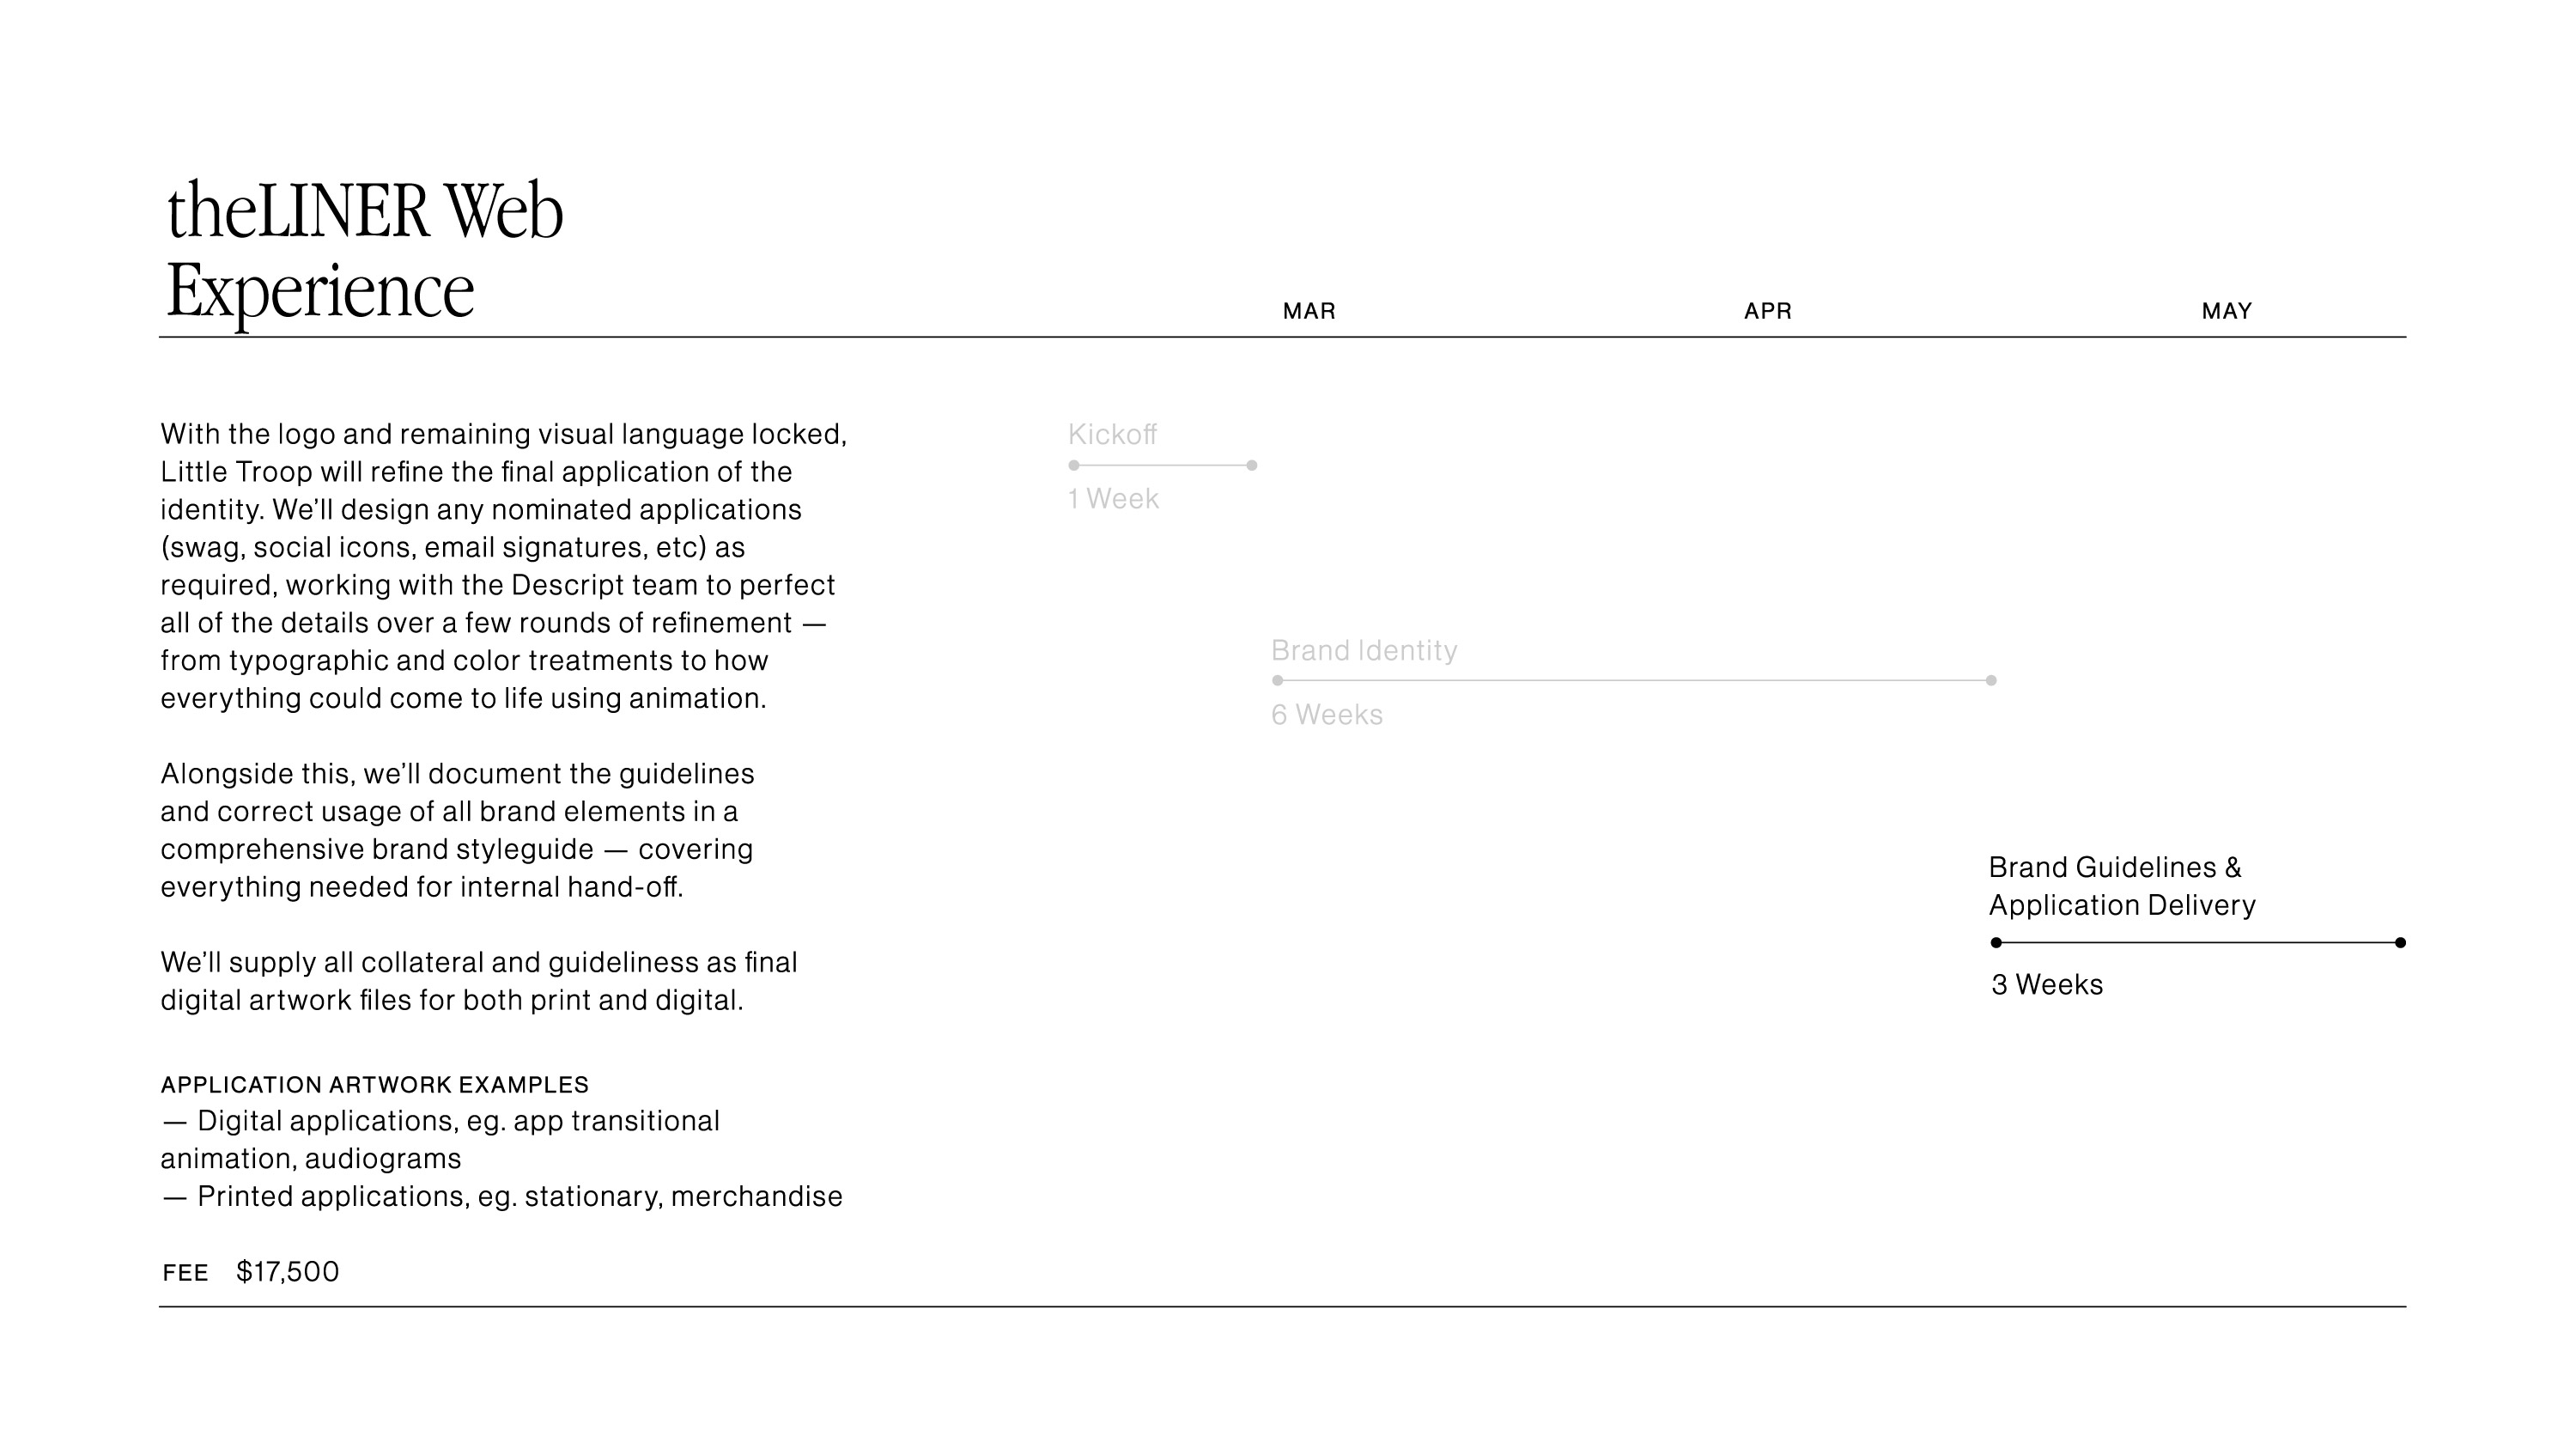 theLINER Web
Experience
MAR
APR
MAY
With the logo and remaining visual language locked,
Little Troop will refine the final application of the
identity. We’ll design any nominated applications
(swag, social icons, email signatures, etc) as
required, working with the Descript team to perfect
all of the details over a few rounds of refinement —
from typographic and color treatments to how
everything could come to life using animation.
Alongside this, we’ll document the guidelines
and correct usage of all brand elements in a
comprehensive brand styleguide — covering
everything needed for internal hand-off.
We’ll supply all collateral and guideliness as final
digital artwork files for both print and digital.
APPLICATION ARTWORK EXAMPLES
— Digital applications, eg. app transitional
animation, audiograms
— Printed applications, eg. stationary, merchandise
FEE $17,500
Kickoff
1 Week
Brand Identity
6 Weeks
Brand Guidelines &
Application Delivery
3 Weeks